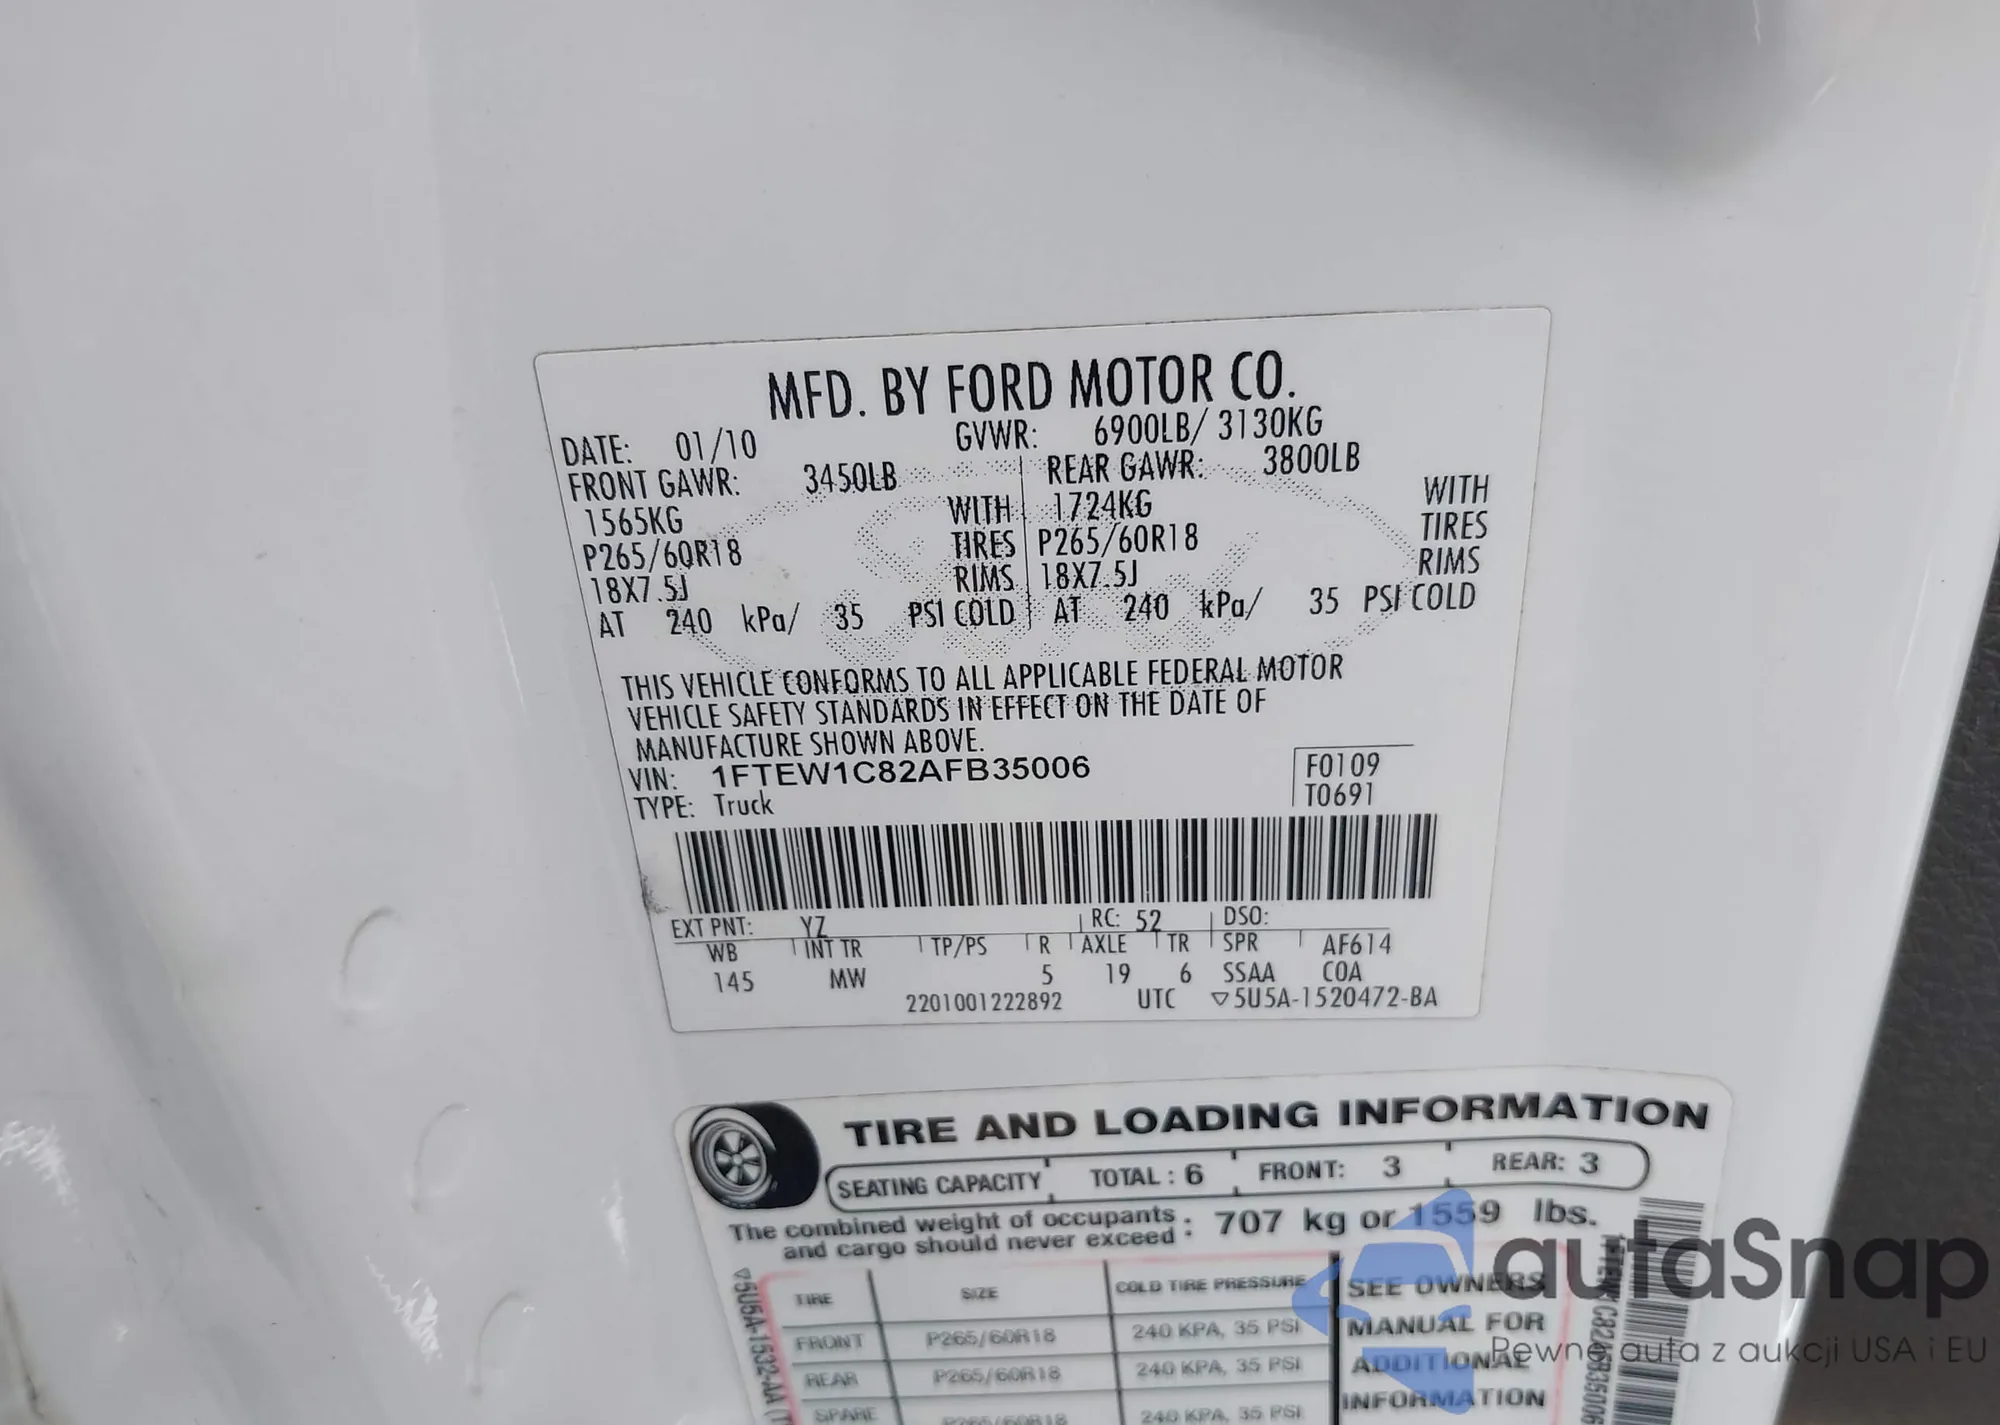 MFD. BY FORD MOTOR CO.
DATE: 01/10 GVWR: 6900LB/ 3130KG
FRONT GAWR: 3450LB REAR GAWR: 3800LB
1565KG WITH 1724KG WITH
P265/60R18 TIRES P265/60R18 TIRES
18X7.5J RIMS 18X7.5J RIMS
AT 240 kPa/ 35 PSI COLD AT 240 kPa/ 35 PSI COLD
THIS VEHICLE CONFORMS TO ALL APPLICABLE FEDERAL MOTOR
VEHICLE SAFETY STANDARDS IN EFFECT ON THE DATE OF
MANUFACTURE SHOWN ABOVE.
VIN: 1FTEW1C82AFB35006 F0109
TYPE: Truck T0691
EXT PNT: YZ RC: 52 DSO:
WB INT TR TP/PS R AXLE TR SPR AF614
145 MW 5 19 6 SSAA COA
2201001222892 UTC ▽5U5A-1520472-BA
TIRE AND LOADING INFORMATION
SEATING CAPACITY TOTAL : 6 FRONT: 3 REAR: 3
The combined weight of occupants
and cargo should never exceed : 707 kg or 1559 lbs.
TIRE SIZE COLD TIRE PRESSURE SEE OWNERS
FRONT P265/60R18 240 KPA, 35 PSI MANUAL FOR
REAR P265/60R18 240 KPA, 35 PSI ADDITIONAL
SPARE P265/60R18 240 KPA, 35 PSI INFORMATION
▽5U5A-1532-AA
autaSnap
Pewne auta z aukcji USA i EU